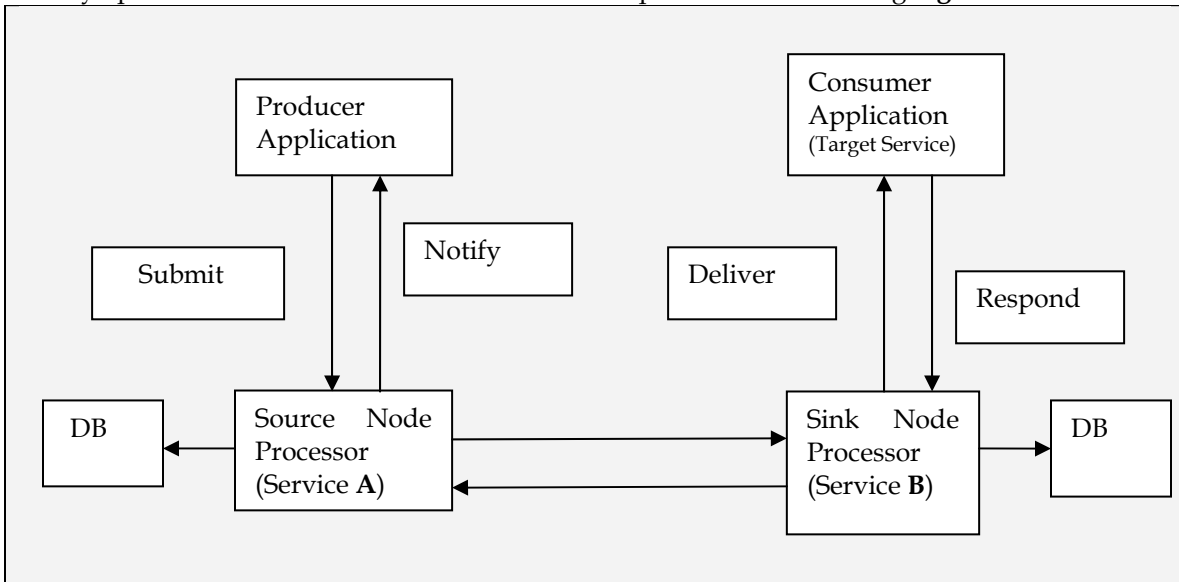 Producer
Application
Consumer
Application
(Target Service)
Submit
Notify
Deliver
Respond
DB
Source Node
Processor
(Service A)
Sink Node
Processor
(Service B)
DB